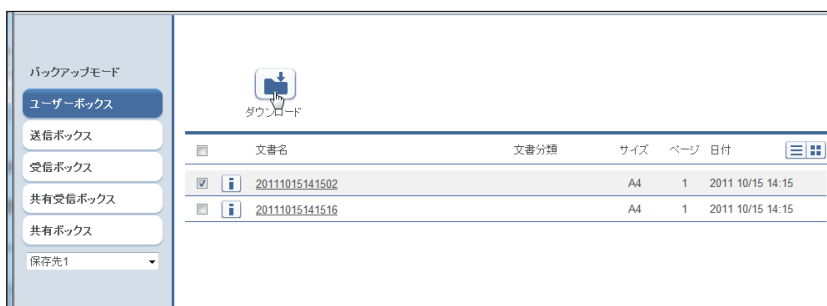 バックアップモード
ユーザーボックス
送信ボックス
受信ボックス
共有受信ボックス
共有ボックス
保存先1
ダウンロード
文書名 文書分類 サイズ ページ 日付
20111015141502 A4 1 2011 10/15 14:15
20111015141516 A4 1 2011 10/15 14:15